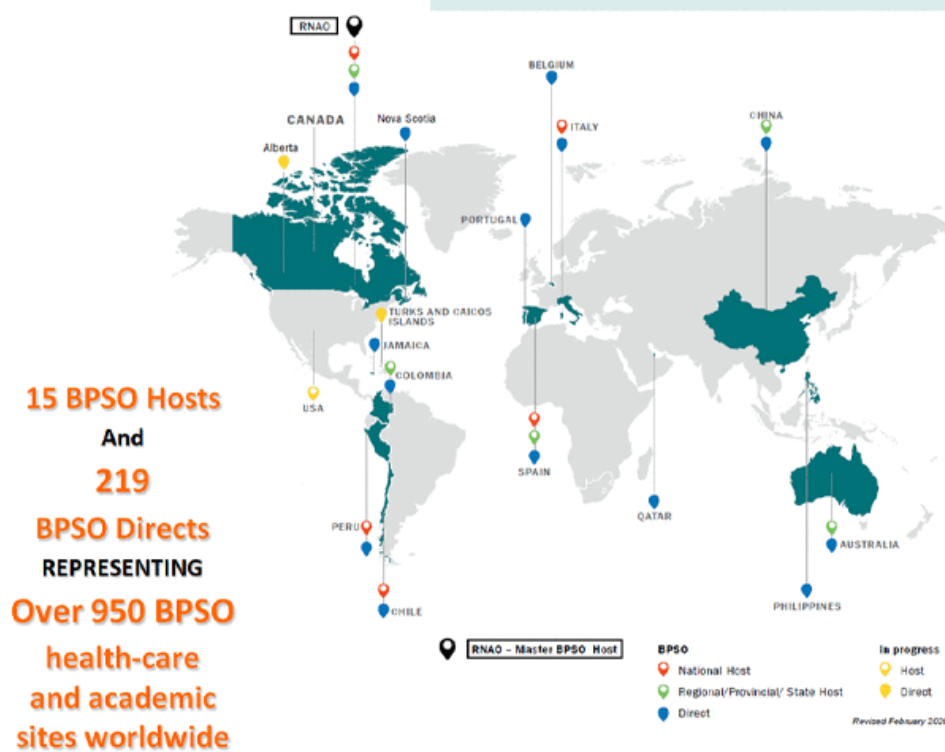 RNAO
BELGIUM
CANADA
Nova Scotia
ITALY
CHINA
Alberta
PORTUGAL
TURKS AND CAICOS
ISLANDS
JAMAICA
COLOMBIA
USA
SPAIN
QATAR
PERU
AUSTRALIA
CHILE
PHILIPPINES
15 BPSO Hosts
And
219
BPSO Directs
REPRESENTING
Over 950 BPSO
health-care
and academic
sites worldwide
RNAO – Master BPSO Host
BPSO
National Host
Regional/Provincial/ State Host
Direct
In progress
Host
Direct
Revised February